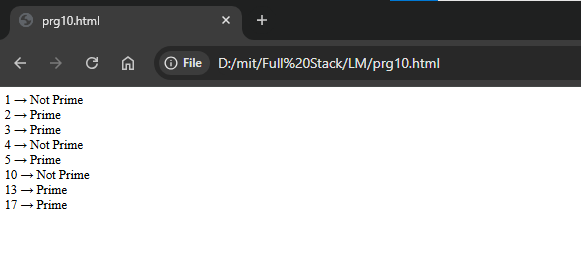 prg10.html
File D:/mit/Full%20Stack/LM/prg10.html
1 → Not Prime
2 → Prime
3 → Prime
4 → Not Prime
5 → Prime
10 → Not Prime
13 → Prime
17 → Prime